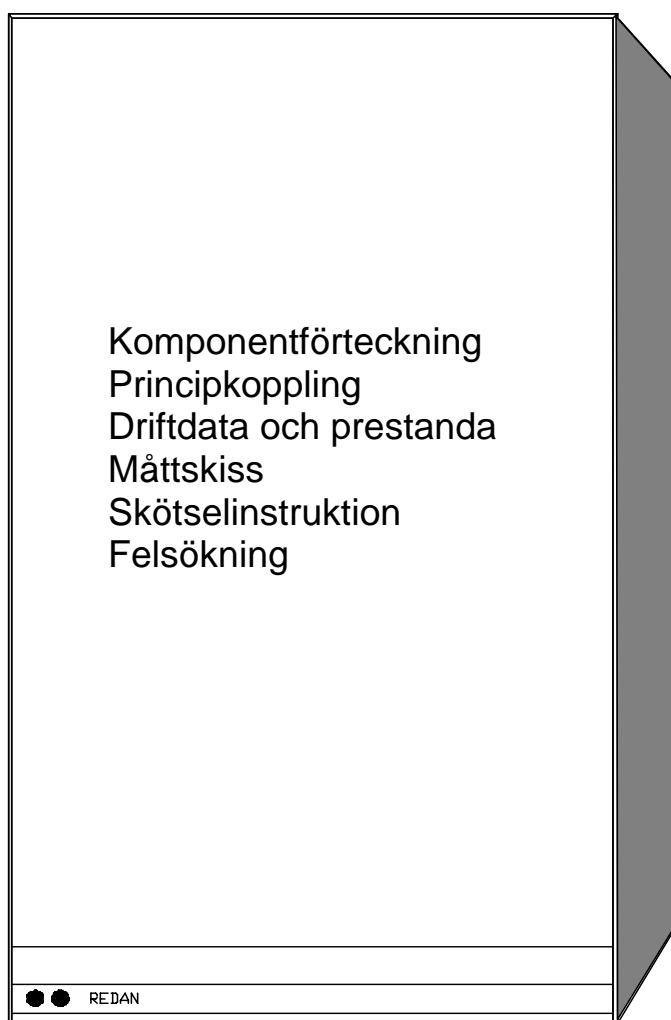 Komponentförteckning
Principkoppling
Driftdata och prestanda
Måttskiss
Skötselinstruktion
Felsökning
REDAN